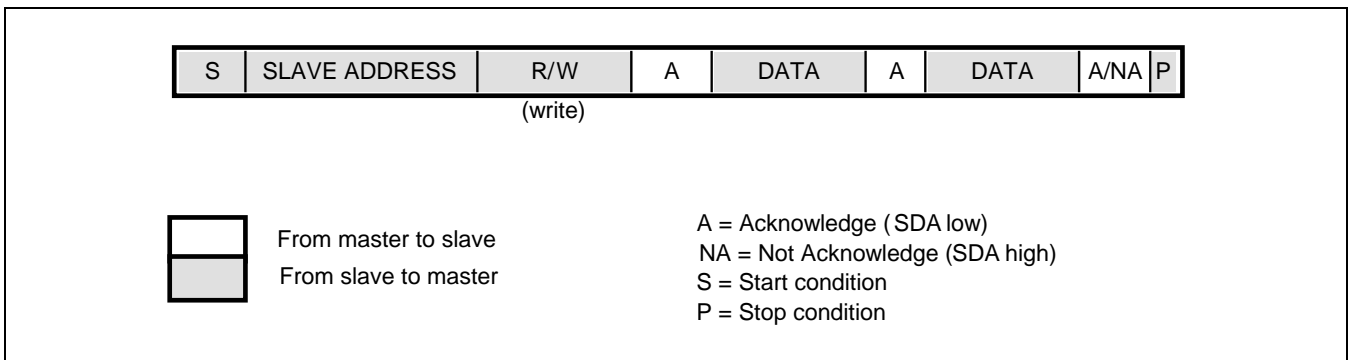 S SLAVE ADDRESS R/W A DATA A DATA A/NA P
(write)
From master to slave
From slave to master
A = Acknowledge (SDA low)
NA = Not Acknowledge (SDA high)
S = Start condition
P = Stop condition